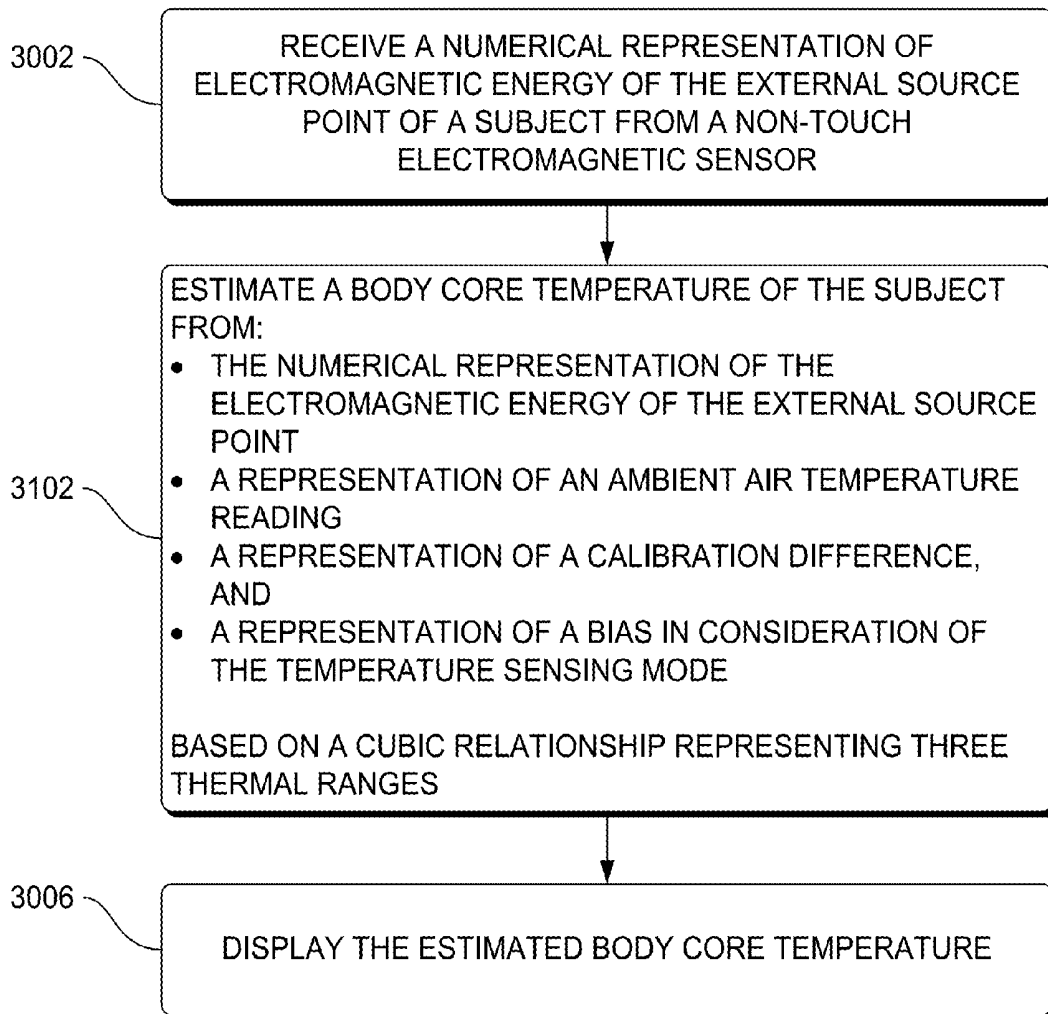 3002
RECEIVE A NUMERICAL REPRESENTATION OF
ELECTROMAGNETIC ENERGY OF THE EXTERNAL SOURCE
POINT OF A SUBJECT FROM A NON-TOUCH
ELECTROMAGNETIC SENSOR
3102
ESTIMATE A BODY CORE TEMPERATURE OF THE SUBJECT
FROM:
• THE NUMERICAL REPRESENTATION OF THE
ELECTROMAGNETIC ENERGY OF THE EXTERNAL SOURCE
POINT
• A REPRESENTATION OF AN AMBIENT AIR TEMPERATURE
READING
• A REPRESENTATION OF A CALIBRATION DIFFERENCE,
AND
• A REPRESENTATION OF A BIAS IN CONSIDERATION OF
THE TEMPERATURE SENSING MODE
BASED ON A CUBIC RELATIONSHIP REPRESENTING THREE
THERMAL RANGES
3006
DISPLAY THE ESTIMATED BODY CORE TEMPERATURE